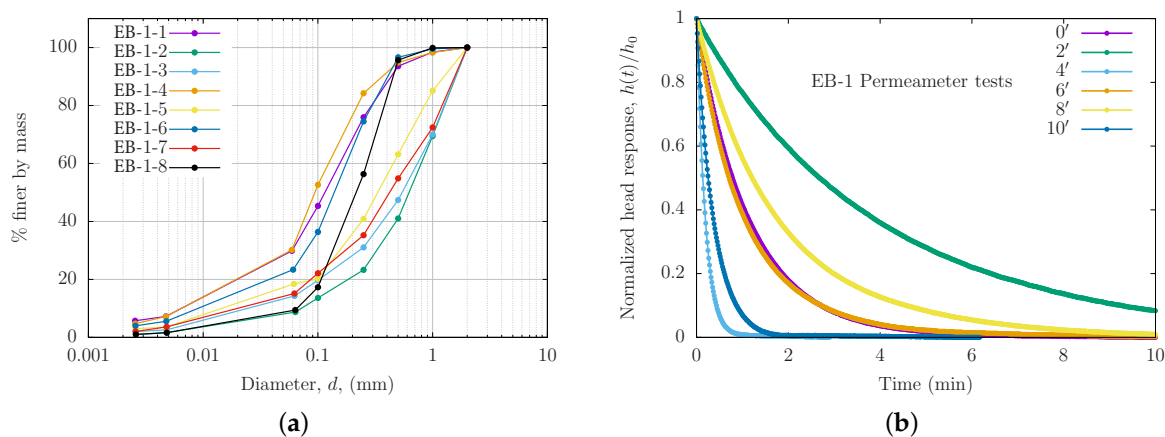 EB-1-1
EB-1-2
EB-1-3
EB-1-4
EB-1-5
EB-1-6
EB-1-7
EB-1-8
100
80
60
40
20
0
% finer by mass
0.001
0.01
0.1
1
10
Diameter, d, (mm)
(a)
1
0.8
0.6
0.4
0.2
0
Normalized head response, h(t)/h₀
EB-1 Permeameter tests
0′
2′
4′
6′
8′
10′
0
2
4
6
8
10
Time (min)
(b)